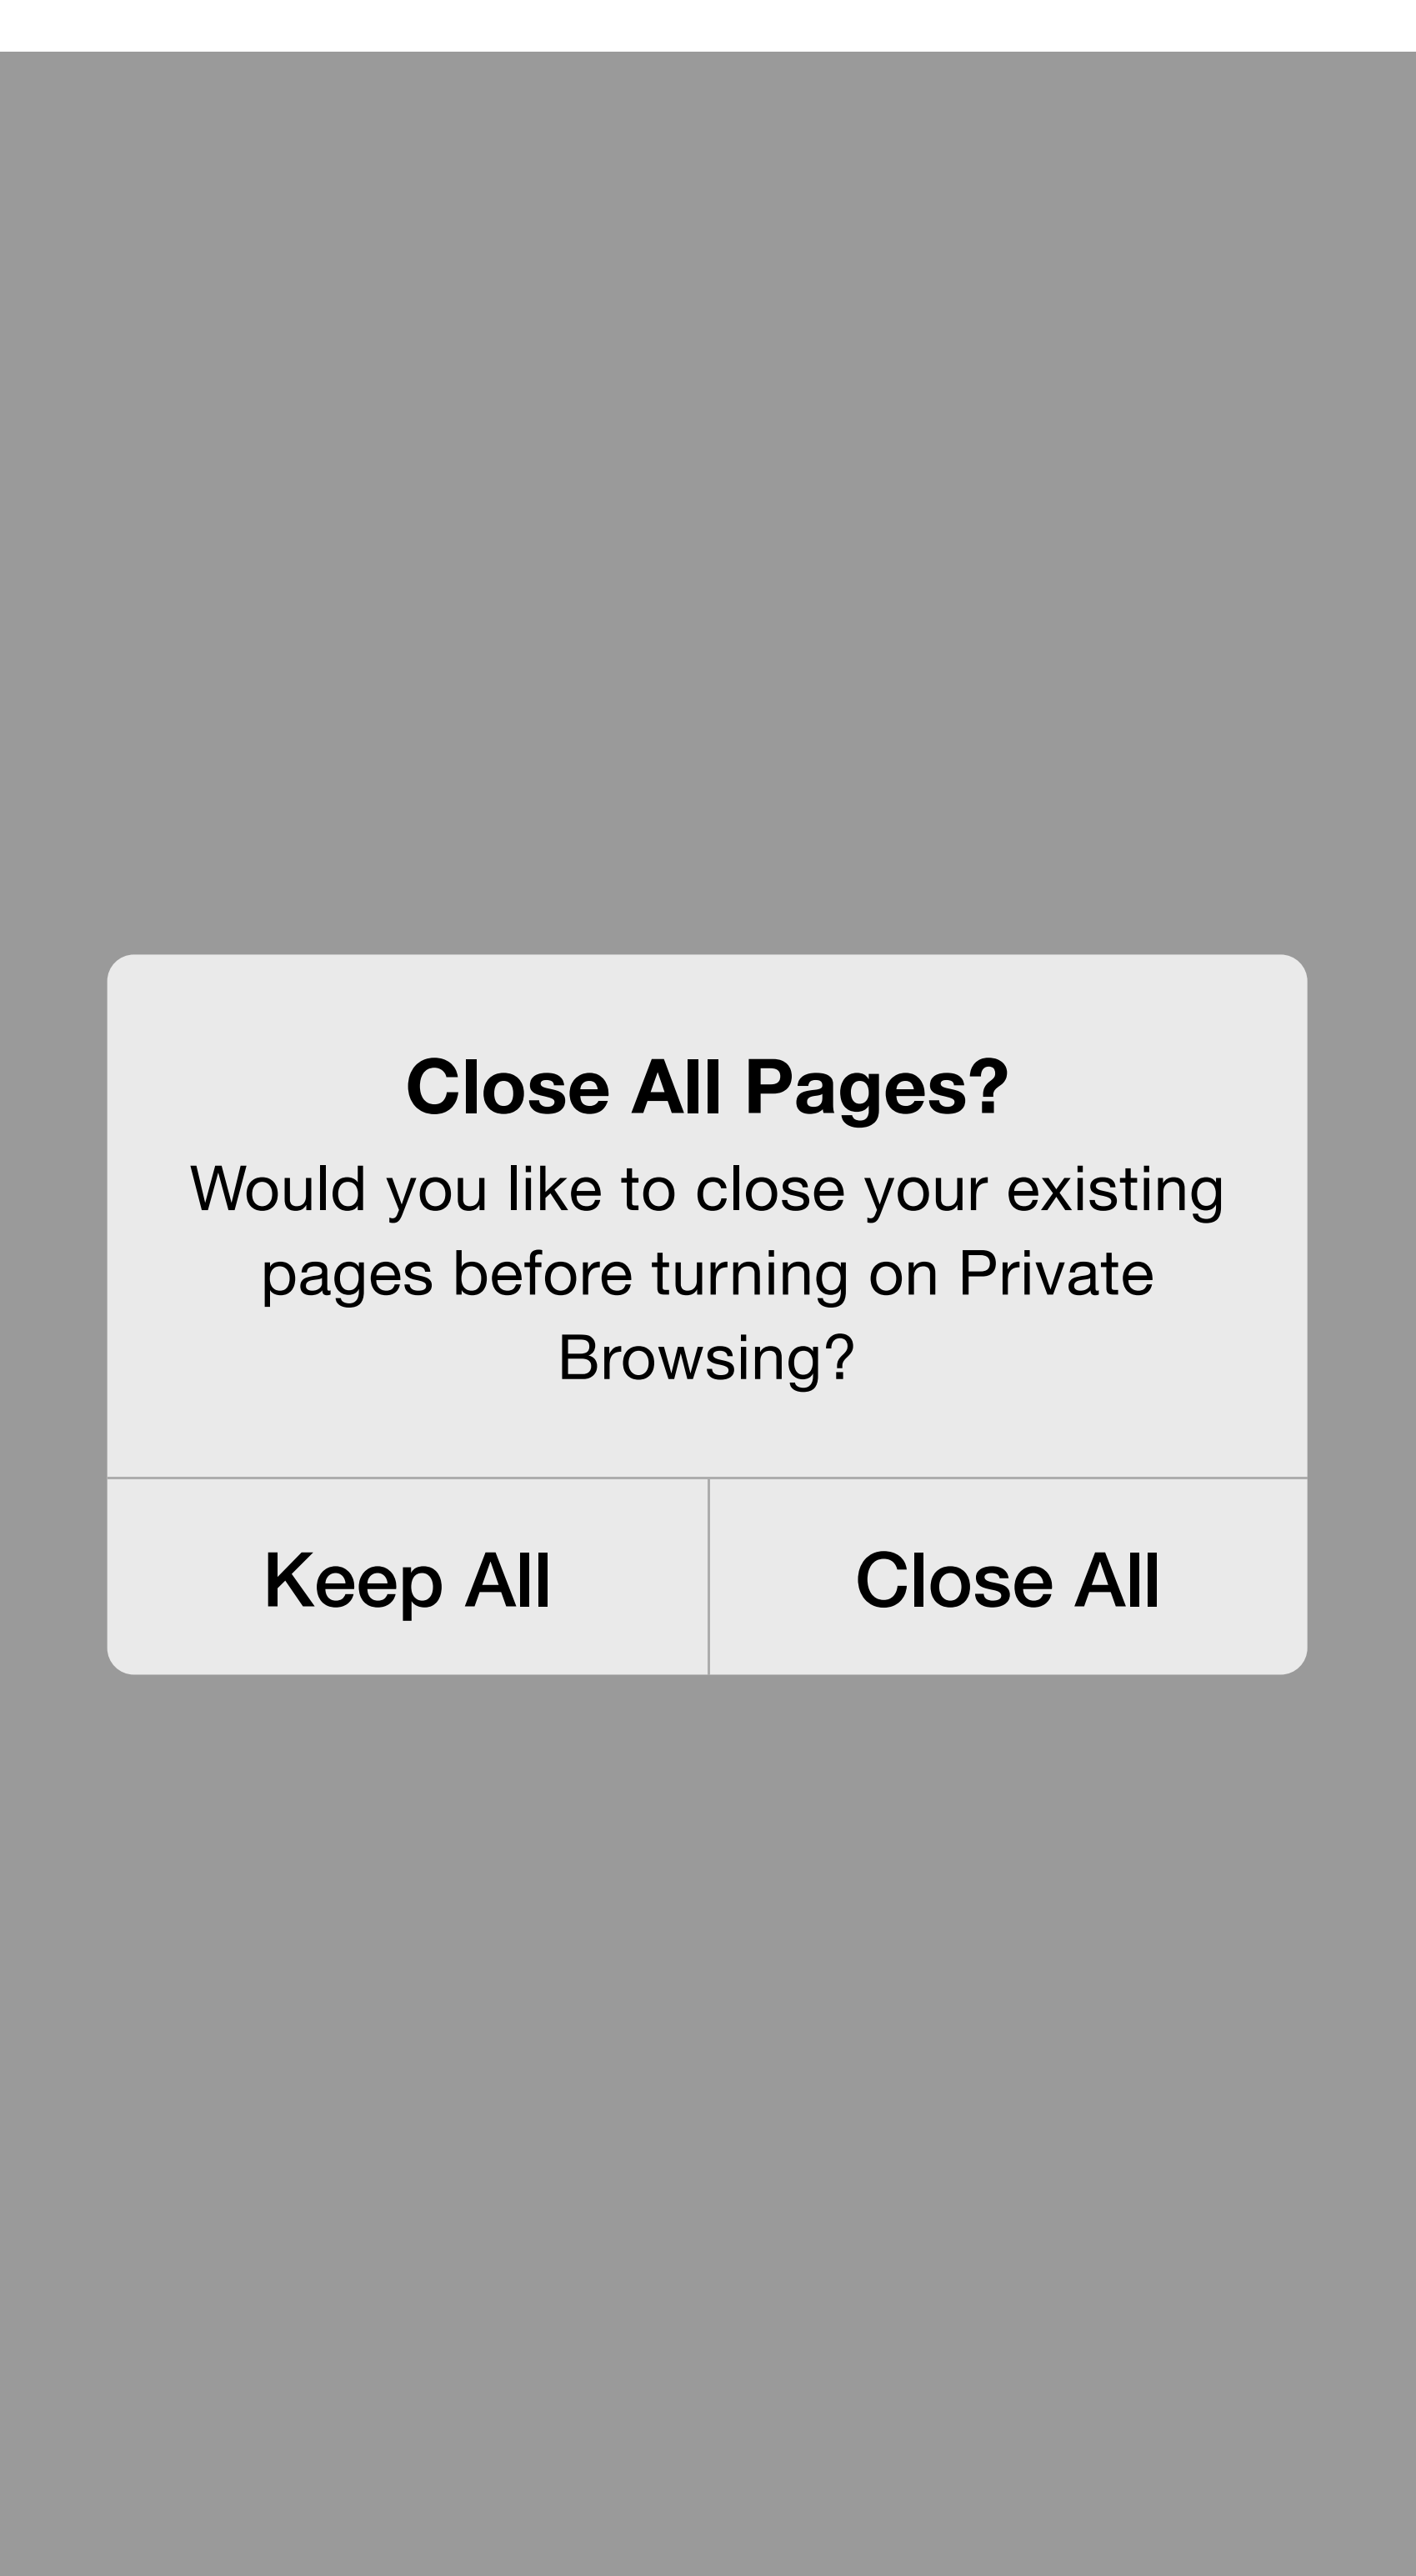 Close All Pages?
Would you like to close your existing
pages before turning on Private
Browsing?
Keep All
Close All